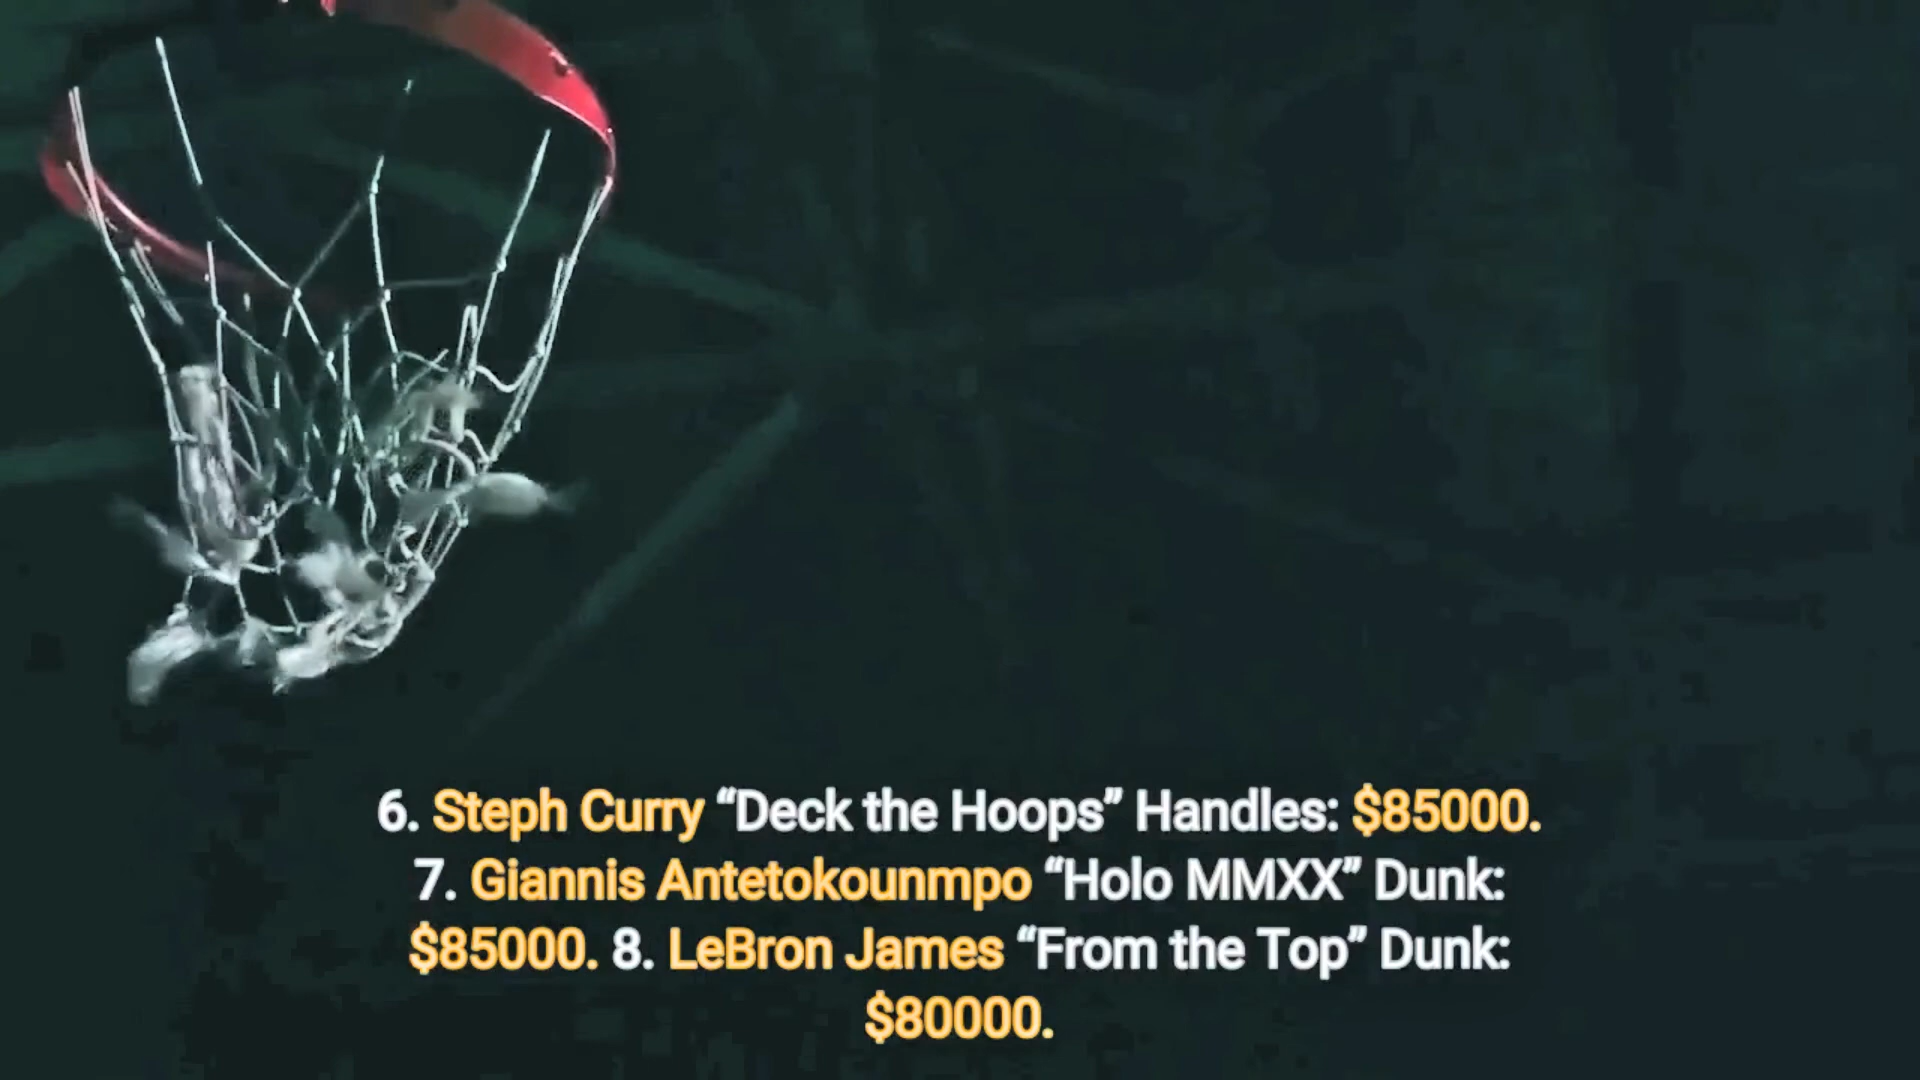 6. Steph Curry “Deck the Hoops” Handles: $85000.
7. Giannis Antetokounmpo “Holo MMXX” Dunk:
$85000. 8. LeBron James “From the Top” Dunk:
$80000.